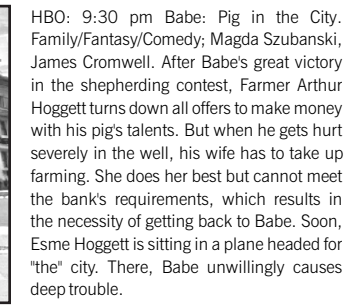 HBO: 9:30 pm Babe: Pig in the City.
Family/Fantasy/Comedy; Magda Szubanski,
James Cromwell. After Babe's great victory
in the shepherding contest, Farmer Arthur
Hoggett turns down all offers to make money
with his pig's talents. But when he gets hurt
severely in the well, his wife has to take up
farming. She does her best but cannot meet
the bank's requirements, which results in
the necessity of getting back to Babe. Soon,
Esme Hoggett is sitting in a plane headed for
"the" city. There, Babe unwillingly causes
deep trouble.